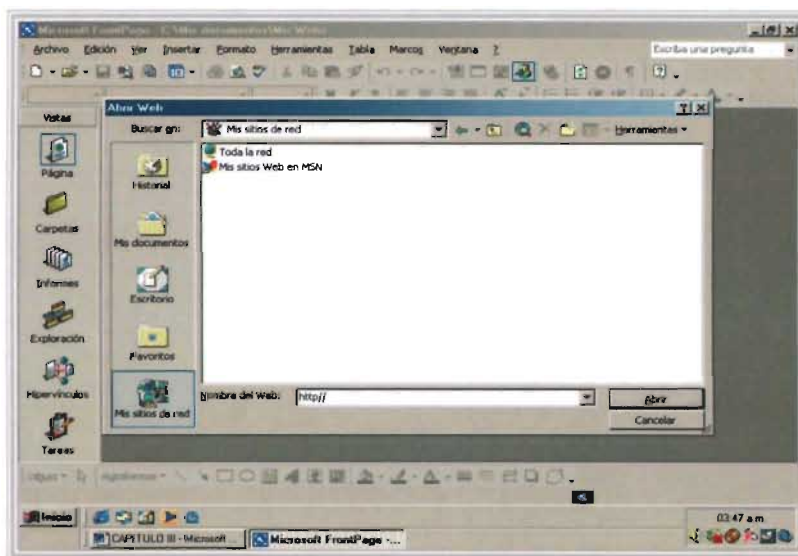 Microsoft FrontPage - C:\Mis documentos\Mis Webs
Archivo Edición Ver Insertar Formato Herramientas Tabla Marcos Ventana ?
Escriba una pregunta
Vistas
Página
Carpetas
Informes
Exploración
Hipervínculos
Tareas
Abrir Web
Buscar en:
Mis sitios de red
Herramientas
Historial
Mis documentos
Escritorio
Favoritos
Mis sitios de red
Toda la red
Mis sitios Web en MSN
Nombre del Web:
http//
Abrir
Cancelar
Autoformas
Inicio
CAPITULO III - Microsoft ...
Microsoft FrontPage - ...
03:47 a.m.